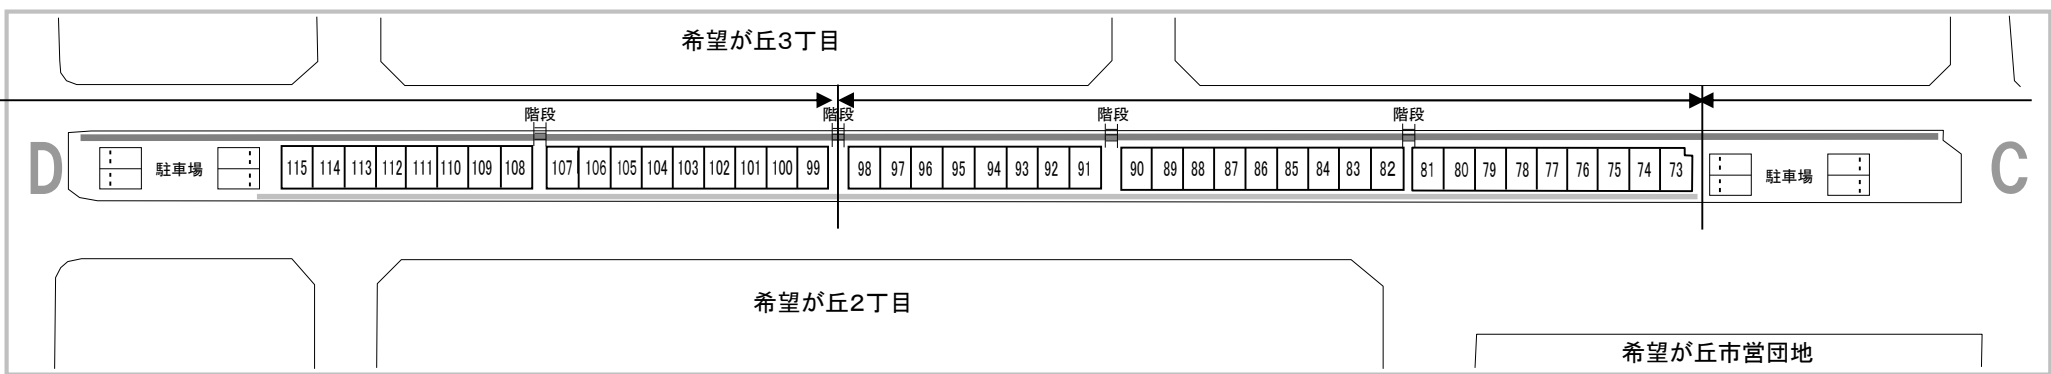 希望が丘3丁目
階段 階段 階段 階段
D 駐車場 115 114 113 112 111 110 109 108 107 106 105 104 103 102 101 100 99 98 97 96 95 94 93 92 91 90 89 88 87 86 85 84 83 82 81 80 79 78 77 76 75 74 73 駐車場 C
希望が丘2丁目
希望が丘市営団地